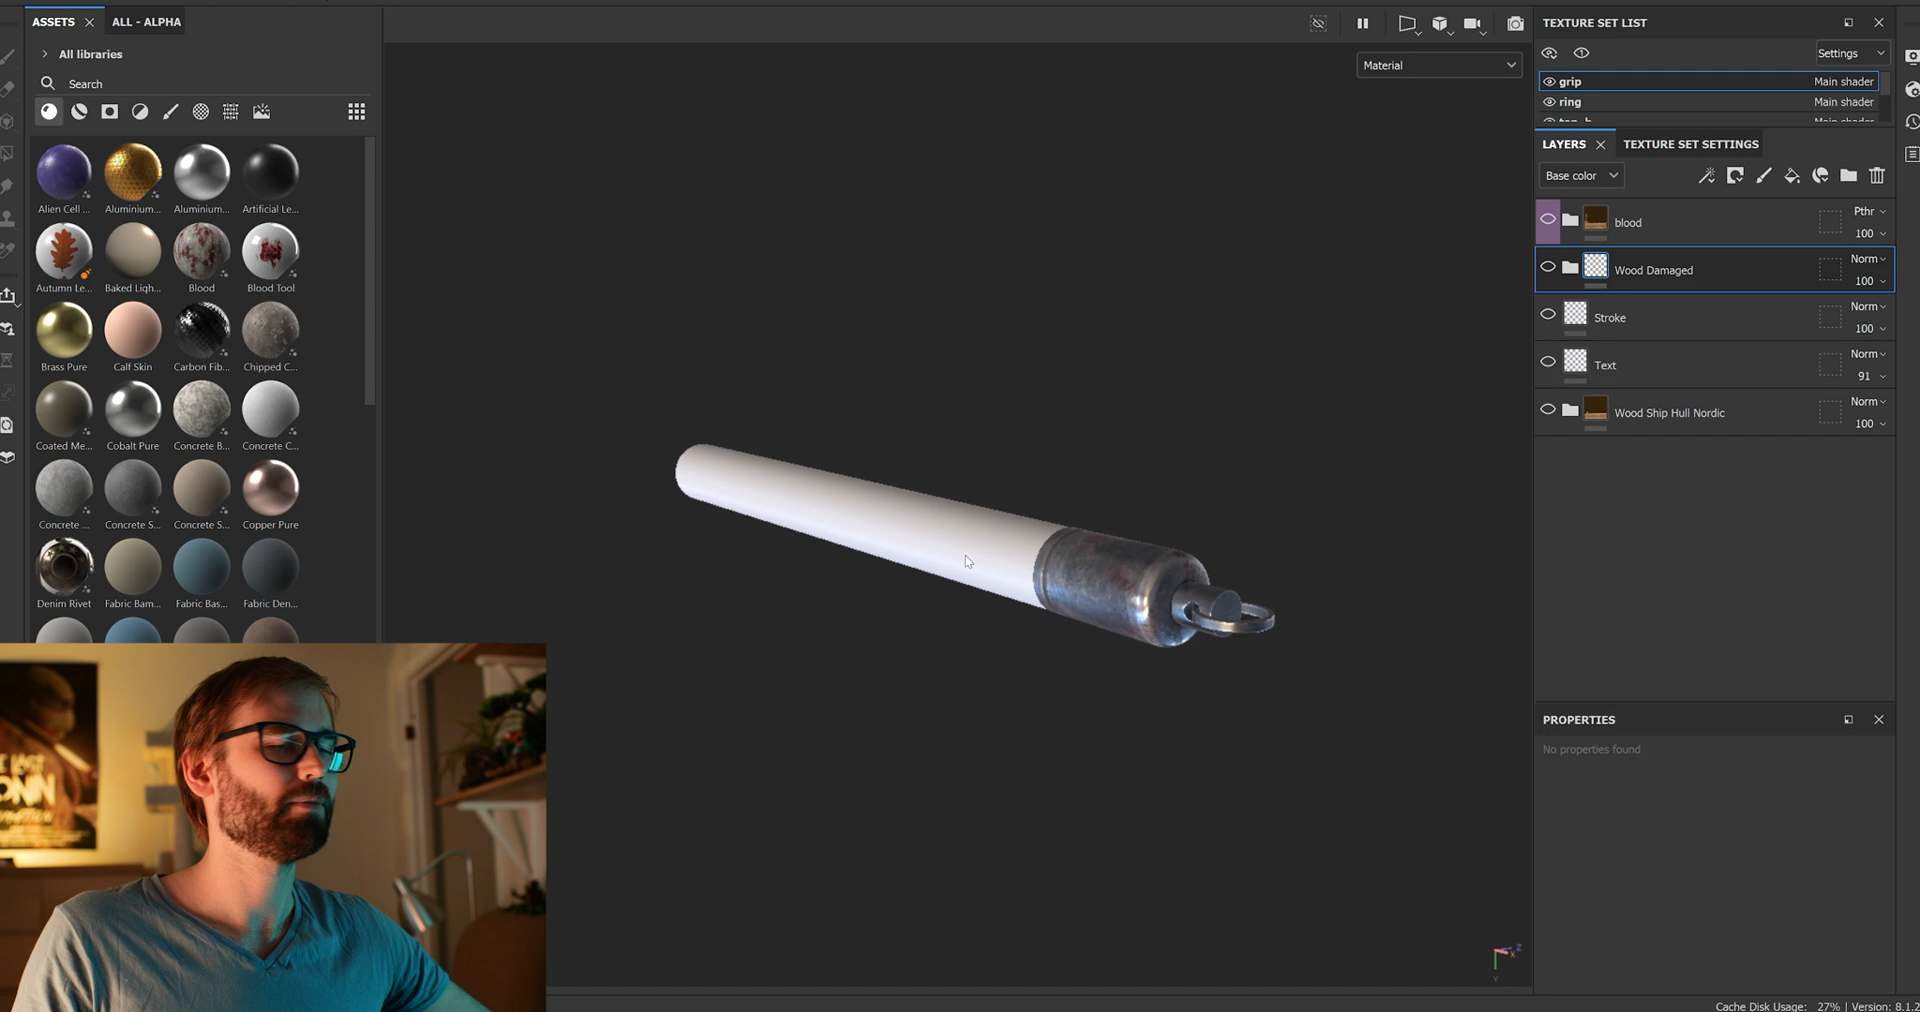 ASSETS
ALL - ALPHA
All libraries
Search
Alien Cell ...
Aluminium...
Aluminium...
Artificial Le...
Autumn Le...
Baked Ligh...
Blood
Blood Tool
Brass Pure
Calf Skin
Carbon Fib...
Chipped C...
Coated Me...
Cobalt Pure
Concrete B...
Concrete C...
Concrete ...
Concrete S...
Concrete S...
Copper Pure
Denim Rivet
Fabric Bam...
Fabric Bas...
Fabric Den...
Material
TEXTURE SET LIST
Settings
grip Main shader
ring Main shader
LAYERS
TEXTURE SET SETTINGS
Base color
blood
Pthr
100
Wood Damaged
Norm
100
Stroke
Norm
100
Text
Norm
91
Wood Ship Hull Nordic
Norm
100
PROPERTIES
No properties found
Z
X
Y
Cache Disk Usage: 27% | Version: 8.1.2